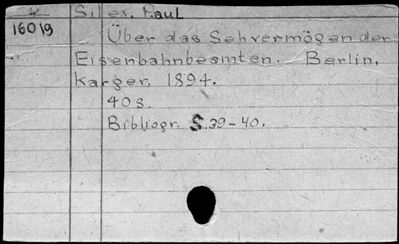 Silex, Paul
16019
Über das Sehvermögen der
Eisenbahnbeamten. Berlin,
Karger, 1894.
40 s.
Bibliogr. S. 39-40.